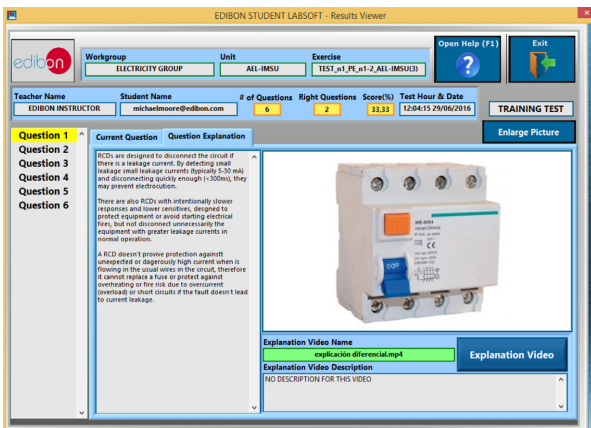 EDIBON STUDENT LABSOFT - Results Viewer
edibon
Workgroup
ELECTRICITY GROUP
Unit
AEL-IMSU
Exercise
TEST_n1_PE_n1-2_AEL-IMSU(3)
Open Help (F1)
?
Exit
Teacher Name
EDIBON INSTRUCTOR
Student Name
michaelmoore@edibon.com
# of Questions
6
Right Questions
2
Score(%)
33,33
Test Hour & Date
12:04:15 29/06/2016
TRAINING TEST
Question 1
Question 2
Question 3
Question 4
Question 5
Question 6
Current Question
Question Explanation
Enlarge Picture
RCDs are designed to disconnect the circuit if
there is a leakage current. By detecting small
leakage small leakage currents (typically 5-30 mA)
and disconnecting quickly enough (<300ms), they
may prevent electrocution.
There are also RCDs with intentionally slower
responses and lower sensitives, designed to
protect equipment or avoid starting electrical
fires, but not disconnect unnecessarily the
equipment with greater leakage currents in
normal operation.
A RCD doesn't provive protection againstt
unexpected or dagerously high current when is
flowing in the usual wires in the circuit, therefore
it cannot replace a fuse or protect against
overheating or fire risk due to overcurrent
(overload) or short circuits if the fault doesn't lead
to current leakage.
CE
Explanation Video Name
explicación diferencial.mp4
Explanation Video
Explanation Video Description
NO DESCRIPTION FOR THIS VIDEO